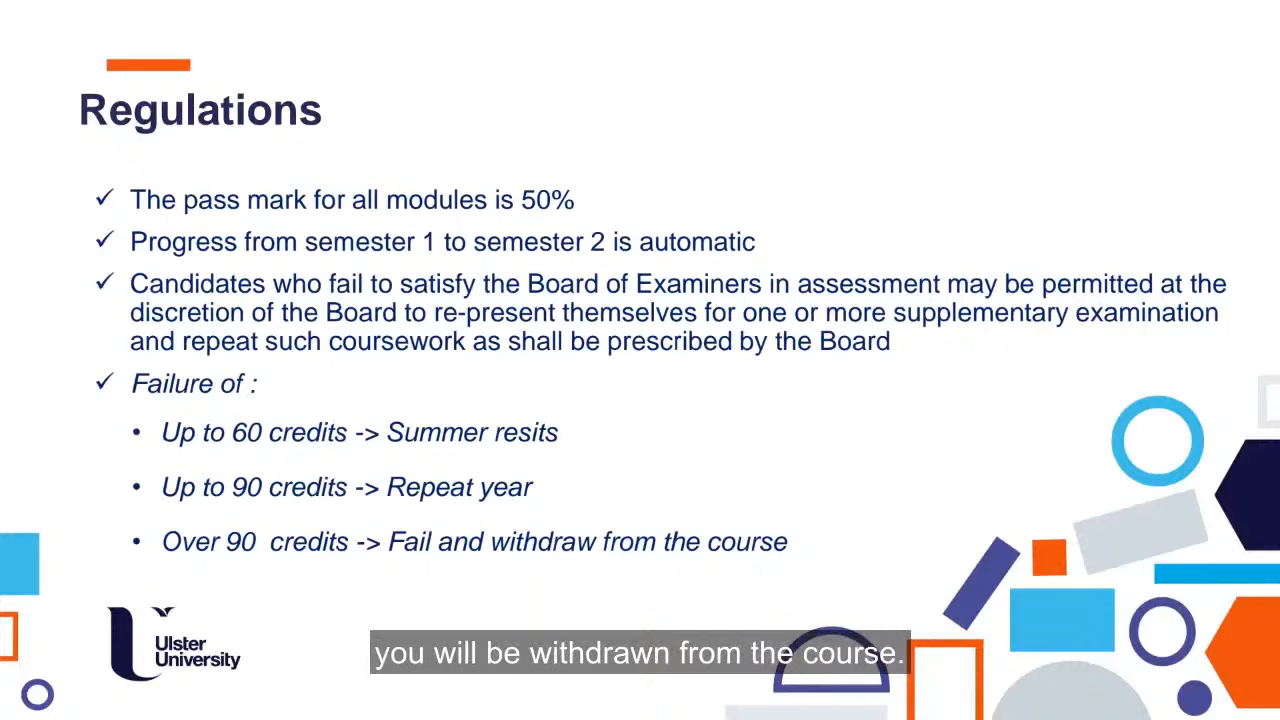 Regulations
✓ The pass mark for all modules is 50%
✓ Progress from semester 1 to semester 2 is automatic
✓ Candidates who fail to satisfy the Board of Examiners in assessment may be permitted at the
discretion of the Board to re-present themselves for one or more supplementary examination
and repeat such coursework as shall be prescribed by the Board
✓ Failure of :
• Up to 60 credits -> Summer resits
• Up to 90 credits -> Repeat year
• Over 90  credits -> Fail and withdraw from the course
Ulster
University
you will be withdrawn from the course.